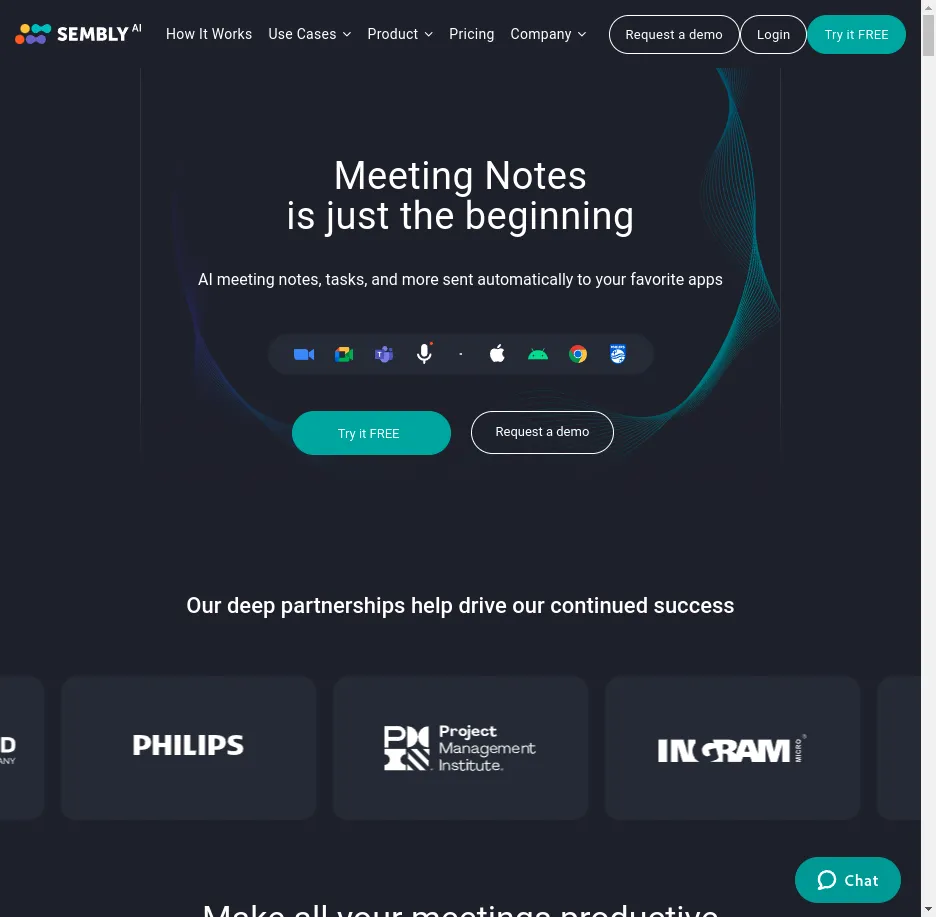 SEMBLY AI
How It Works
Use Cases
Product
Pricing
Company
Request a demo
Login
Try it FREE
Meeting Notes
is just the beginning
AI meeting notes, tasks, and more sent automatically to your favorite apps
Try it FREE
Request a demo
Our deep partnerships help drive our continued success
D
ANY
PHILIPS
Project
Management
Institute.
INGRAM MICRO
Chat
Make all your meetings productive